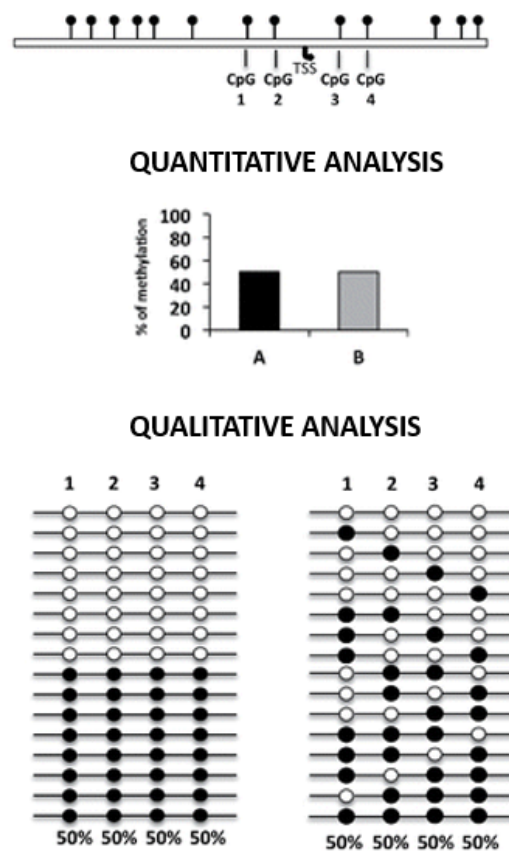 TSS
CpG CpG CpG CpG
1 2 3 4
QUANTITATIVE ANALYSIS
% of methylation
100
80
60
40
20
0
A B
QUALITATIVE ANALYSIS
1 2 3 4 1 2 3 4
50% 50% 50% 50% 50% 50% 50% 50%